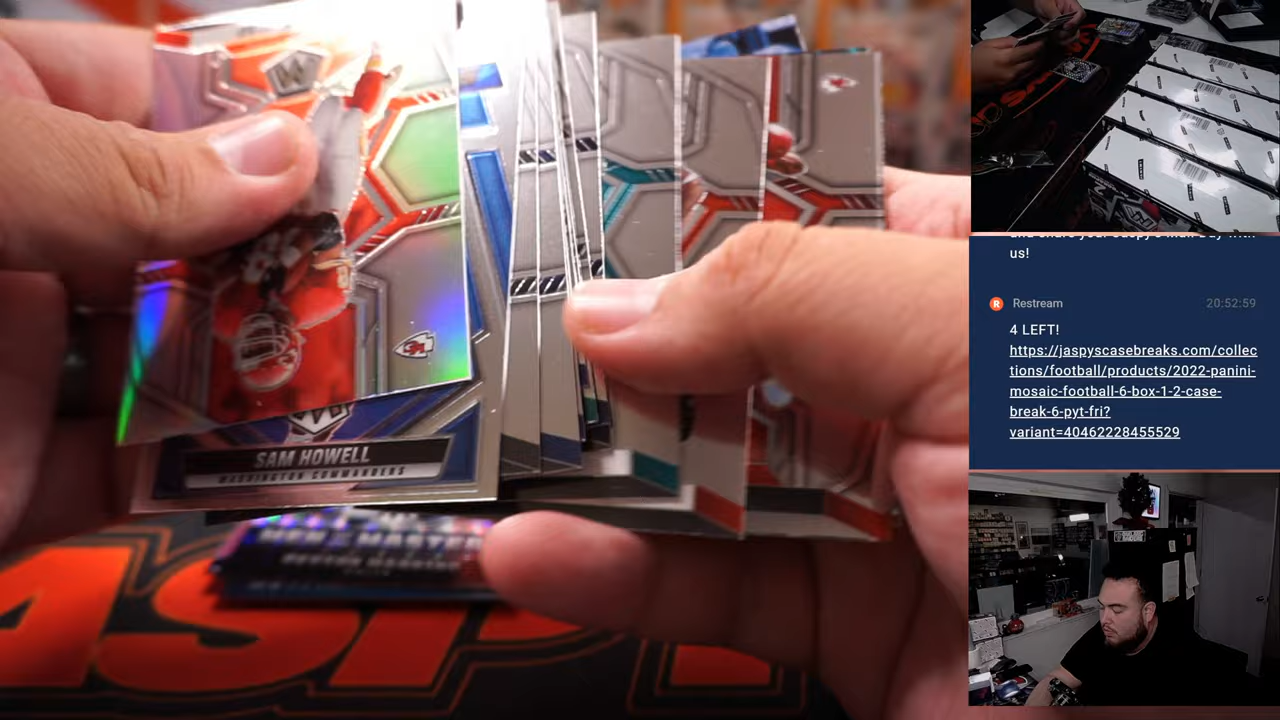 SAM HOWELL
WASHINGTON COMMANDERS
us!
Restream
20:52:59
4 LEFT!
https://jaspyscasebreaks.com/collec
tions/football/products/2022-panini-
mosaic-football-6-box-1-2-case-
break-6-pyt-fri?
variant=40462228455529